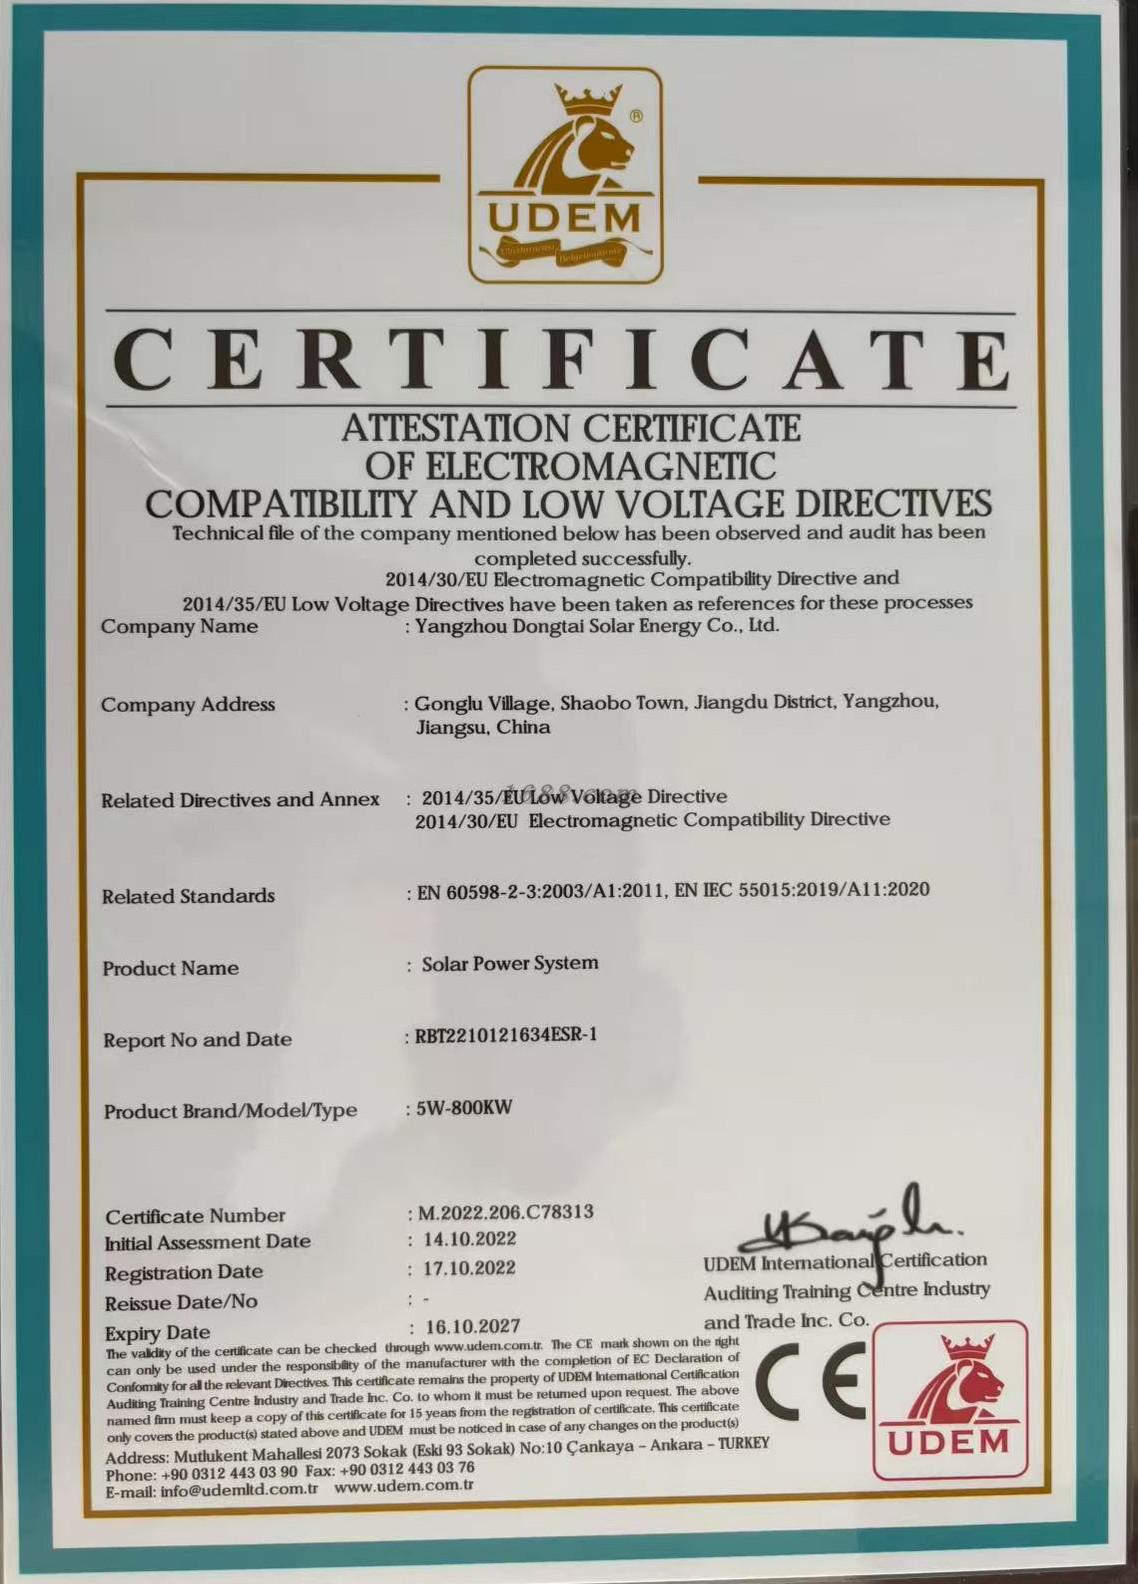 ®
UDEM
Uluslararası
Belgelendirme
CERTIFICATE
ATTESTATION CERTIFICATE
OF ELECTROMAGNETIC
COMPATIBILITY AND LOW VOLTAGE DIRECTIVES
Technical file of the company mentioned below has been observed and audit has been
completed successfully.
2014/30/EU Electromagnetic Compatibility Directive and
2014/35/EU Low Voltage Directives have been taken as references for these processes
Company Name : Yangzhou Dongtai Solar Energy Co., Ltd.
Company Address : Gonglu Village, Shaobo Town, Jiangdu District, Yangzhou,
Jiangsu, China
Related Directives and Annex : 2014/35/EU Low Voltage Directive
1688.com
2014/30/EU Electromagnetic Compatibility Directive
Related Standards : EN 60598-2-3:2003/A1:2011, EN IEC 55015:2019/A11:2020
Product Name : Solar Power System
Report No and Date : RBT2210121634ESR-1
Product Brand/Model/Type : 5W-800KW
Certificate Number : M.2022.206.C78313
Initial Assessment Date : 14.10.2022
Registration Date : 17.10.2022
Reissue Date/No : -
Expiry Date : 16.10.2027
UDEM International Certification
Auditing Training Centre Industry
and Trade Inc. Co.
The validity of the certificate can be checked through www.udem.com.tr. The CE mark shown on the right
can only be used under the responsibility of the manufacturer with the completion of EC Declaration of
Conformity for all the relevant Directives. This certificate remains the property of UDEM International Certification
Auditing Training Centre Industry and Trade Inc. Co. to whom it must be returned upon request. The above
named firm must keep a copy of this certificate for 15 years from the registration of certificate. This certificate
only covers the product(s) stated above and UDEM must be noticed in case of any changes on the product(s)
CE
UDEM
Address: Mutlukent Mahallesi 2073 Sokak (Eski 93 Sokak) No:10 Çankaya – Ankara – TURKEY
Phone: +90 0312 443 03 90 Fax: +90 0312 443 03 76
E-mail: info@udemltd.com.tr www.udem.com.tr